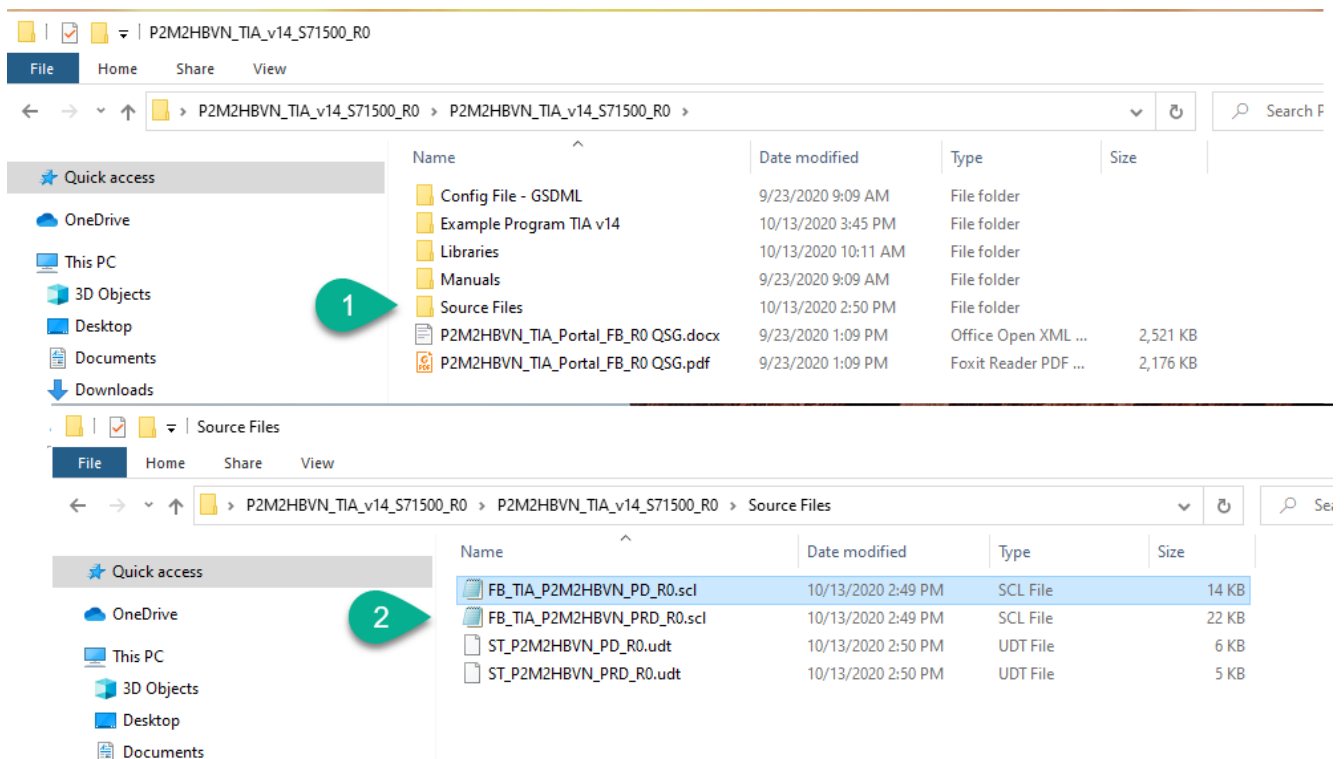 P2M2HBVN_TIA_v14_S71500_R0
File Home Share View
P2M2HBVN_TIA_v14_S71500_R0 > P2M2HBVN_TIA_v14_S71500_R0 >
Name Date modified Type Size
Quick access
Config File - GSDML 9/23/2020 9:09 AM File folder
OneDrive
Example Program TIA v14 10/13/2020 3:45 PM File folder
Libraries 10/13/2020 10:11 AM File folder
This PC
Manuals 9/23/2020 9:09 AM File folder
3D Objects
1
Source Files 10/13/2020 2:50 PM File folder
Desktop
P2M2HBVN_TIA_Portal_FB_R0 QSG.docx 9/23/2020 1:09 PM Office Open XML ... 2,521 KB
Documents
P2M2HBVN_TIA_Portal_FB_R0 QSG.pdf 9/23/2020 1:09 PM Foxit Reader PDF ... 2,176 KB
Downloads
Source Files
File Home Share View
P2M2HBVN_TIA_v14_S71500_R0 > P2M2HBVN_TIA_v14_S71500_R0 > Source Files
Name Date modified Type Size
Quick access
FB_TIA_P2M2HBVN_PD_R0.scl 10/13/2020 2:49 PM SCL File 14 KB
OneDrive
2
FB_TIA_P2M2HBVN_PRD_R0.scl 10/13/2020 2:49 PM SCL File 22 KB
This PC
ST_P2M2HBVN_PD_R0.udt 10/13/2020 2:50 PM UDT File 6 KB
3D Objects
ST_P2M2HBVN_PRD_R0.udt 10/13/2020 2:50 PM UDT File 5 KB
Desktop
Documents